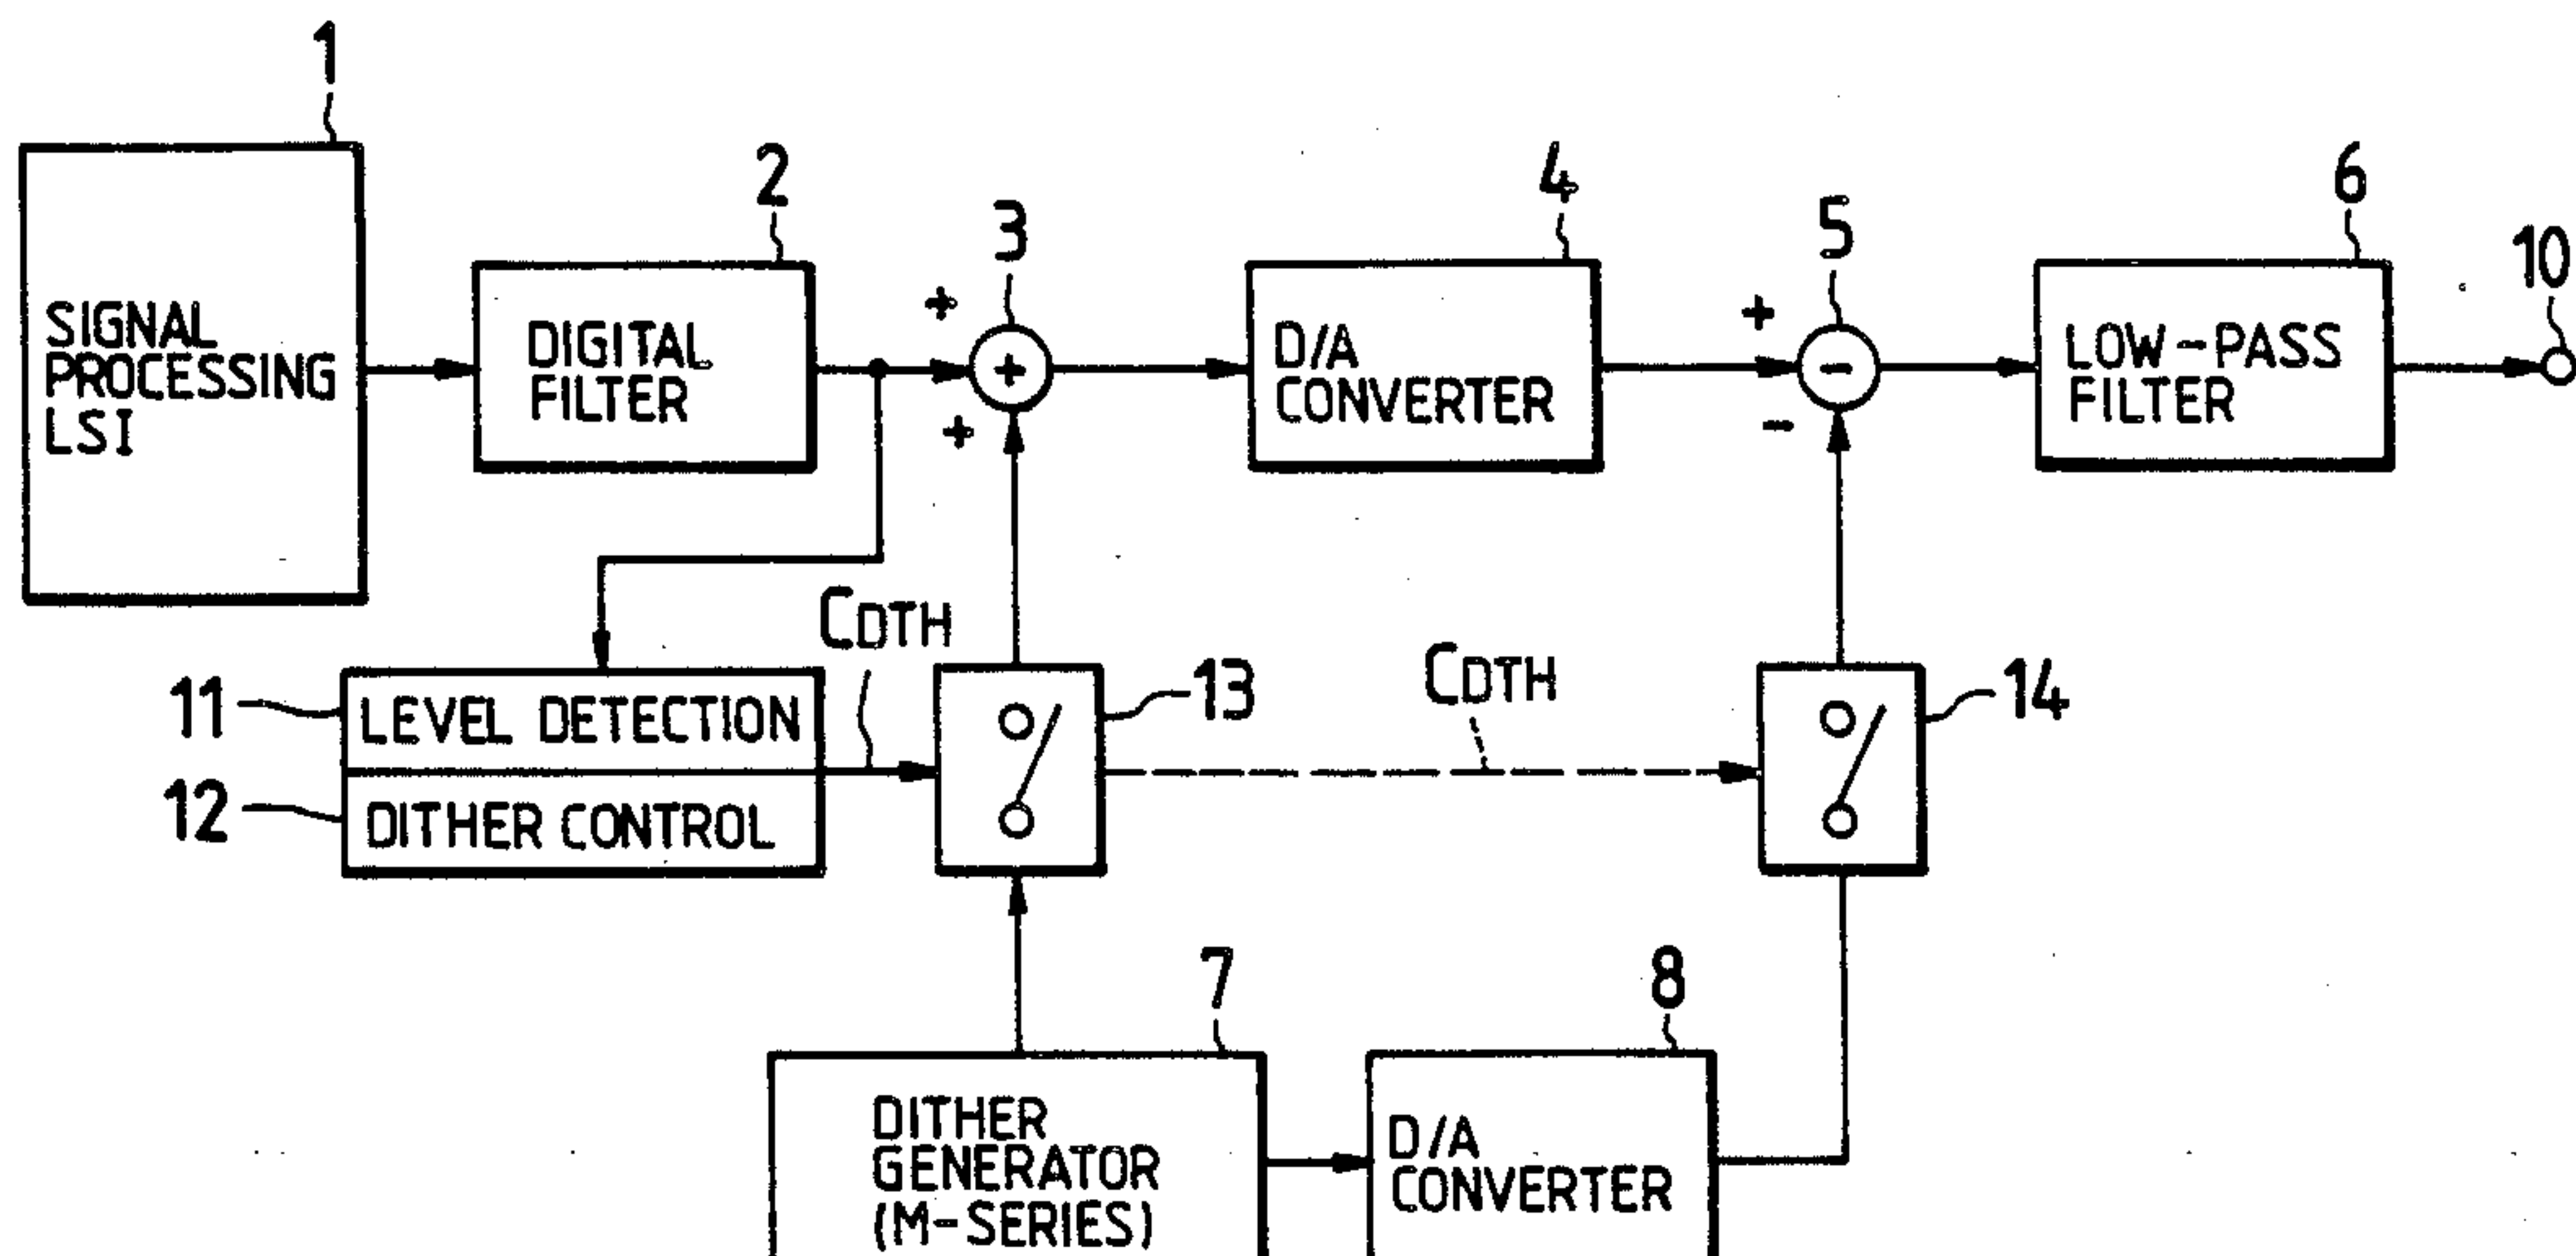 1
2
3
4
5
6
10
SIGNAL
PROCESSING
LSI
DIGITAL
FILTER
+
+
+
D/A
CONVERTER
+
-
-
LOW-PASS
FILTER
CDTH
CDTH
11
LEVEL DETECTION
12
DITHER CONTROL
13
14
7
8
DITHER
GENERATOR
(M-SERIES)
D/A
CONVERTER